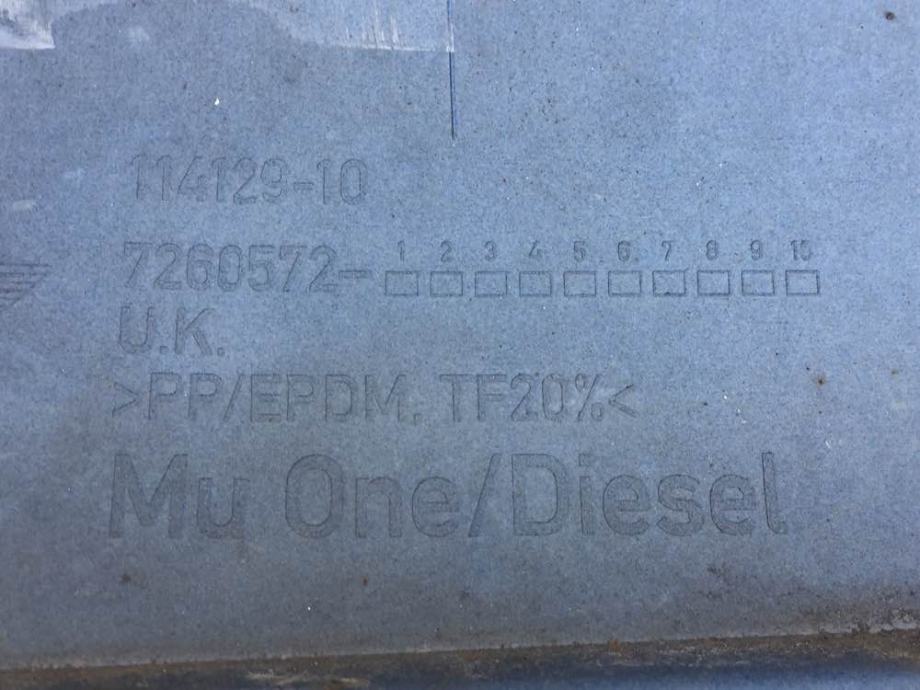 114129-10
1 2 3 4 5 6 7 8 9 10
7260572-
U.K.
>PP/EPDM, TF20%<
Mu One/Diesel